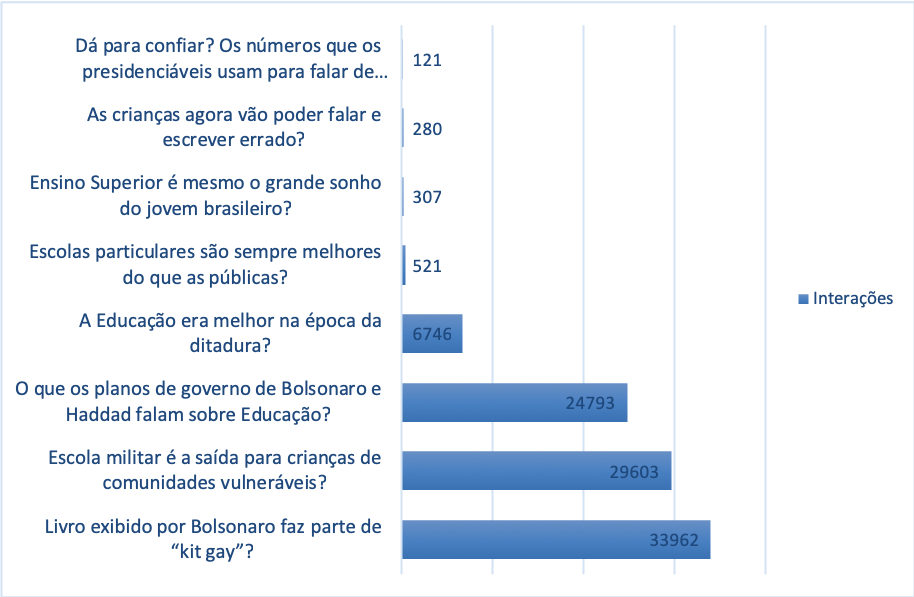 Dá para confiar? Os números que os
presidenciáveis usam para falar de...
121
As crianças agora vão poder falar e
escrever errado?
280
Ensino Superior é mesmo o grande sonho
do jovem brasileiro?
307
Escolas particulares são sempre melhores
do que as públicas?
521
A Educação era melhor na época da
ditadura?
6746
O que os planos de governo de Bolsonaro e
Haddad falam sobre Educação?
24793
Escola militar é a saída para crianças de
comunidades vulneráveis?
29603
Livro exibido por Bolsonaro faz parte de
“kit gay”?
33962
Interações